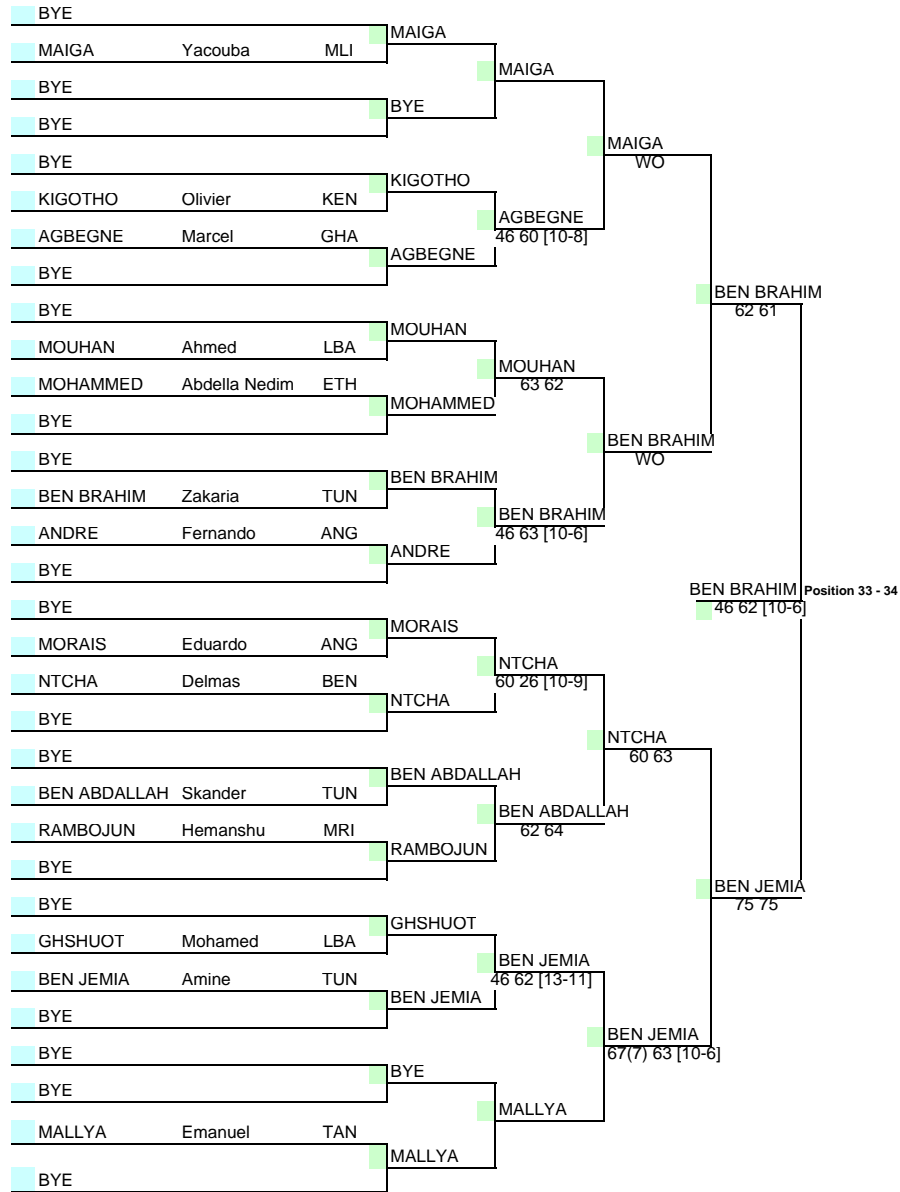 BYE
MAIGA
MAIGA Yacouba MLI
MAIGA
BYE
BYE
BYE
MAIGA
WO
BYE
KIGOTHO
KIGOTHO Olivier KEN
AGBEGNE
46 60 [10-8]
AGBEGNE Marcel GHA
AGBEGNE
BYE
BEN BRAHIM
62 61
BYE
MOUHAN
MOUHAN Ahmed LBA
MOUHAN
63 62
MOHAMMED Abdella Nedim ETH
MOHAMMED
BYE
BEN BRAHIM
WO
BYE
BEN BRAHIM
BEN BRAHIM Zakaria TUN
BEN BRAHIM
46 63 [10-6]
ANDRE Fernando ANG
ANDRE
BYE
BEN BRAHIM Position 33 - 34
46 62 [10-6]
BYE
MORAIS
MORAIS Eduardo ANG
NTCHA
60 26 [10-9]
NTCHA Delmas BEN
NTCHA
BYE
NTCHA
60 63
BYE
BEN ABDALLAH
BEN ABDALLAH Skander TUN
BEN ABDALLAH
62 64
RAMBOJUN Hemanshu MRI
RAMBOJUN
BYE
BEN JEMIA
75 75
BYE
GHSHUOT
GHSHUOT Mohamed LBA
BEN JEMIA
46 62 [13-11]
BEN JEMIA Amine TUN
BEN JEMIA
BYE
BEN JEMIA
67(7) 63 [10-6]
BYE
BYE
BYE
MALLYA
MALLYA Emanuel TAN
MALLYA
BYE